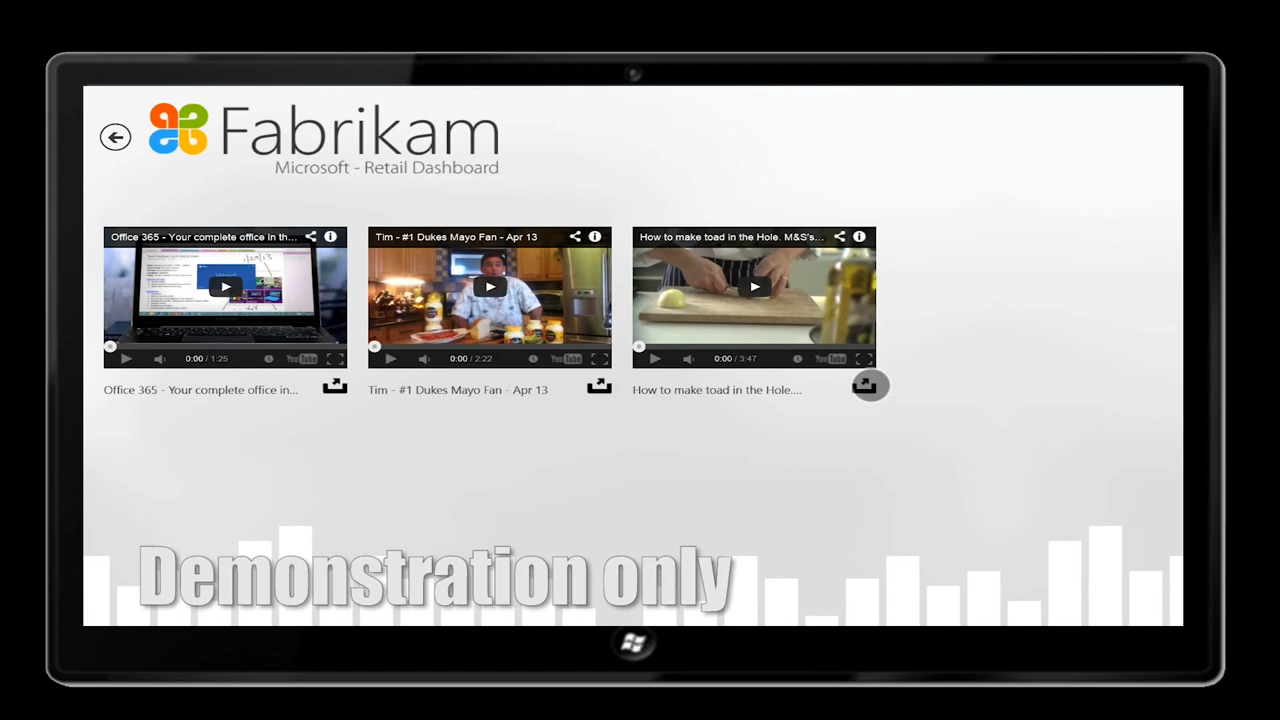 Fabrikam
Microsoft - Retail Dashboard
Office 365 - Your complete office in th...
Tim - #1 Dukes Mayo Fan - Apr 13
How to make toad in the Hole. M&S's...
0:00 / 1:25
YouTube
0:00 / 2:22
YouTube
0:00 / 3:47
YouTube
Office 365 - Your complete office in...
Tim - #1 Dukes Mayo Fan - Apr 13
How to make toad in the Hole....
Demonstration only